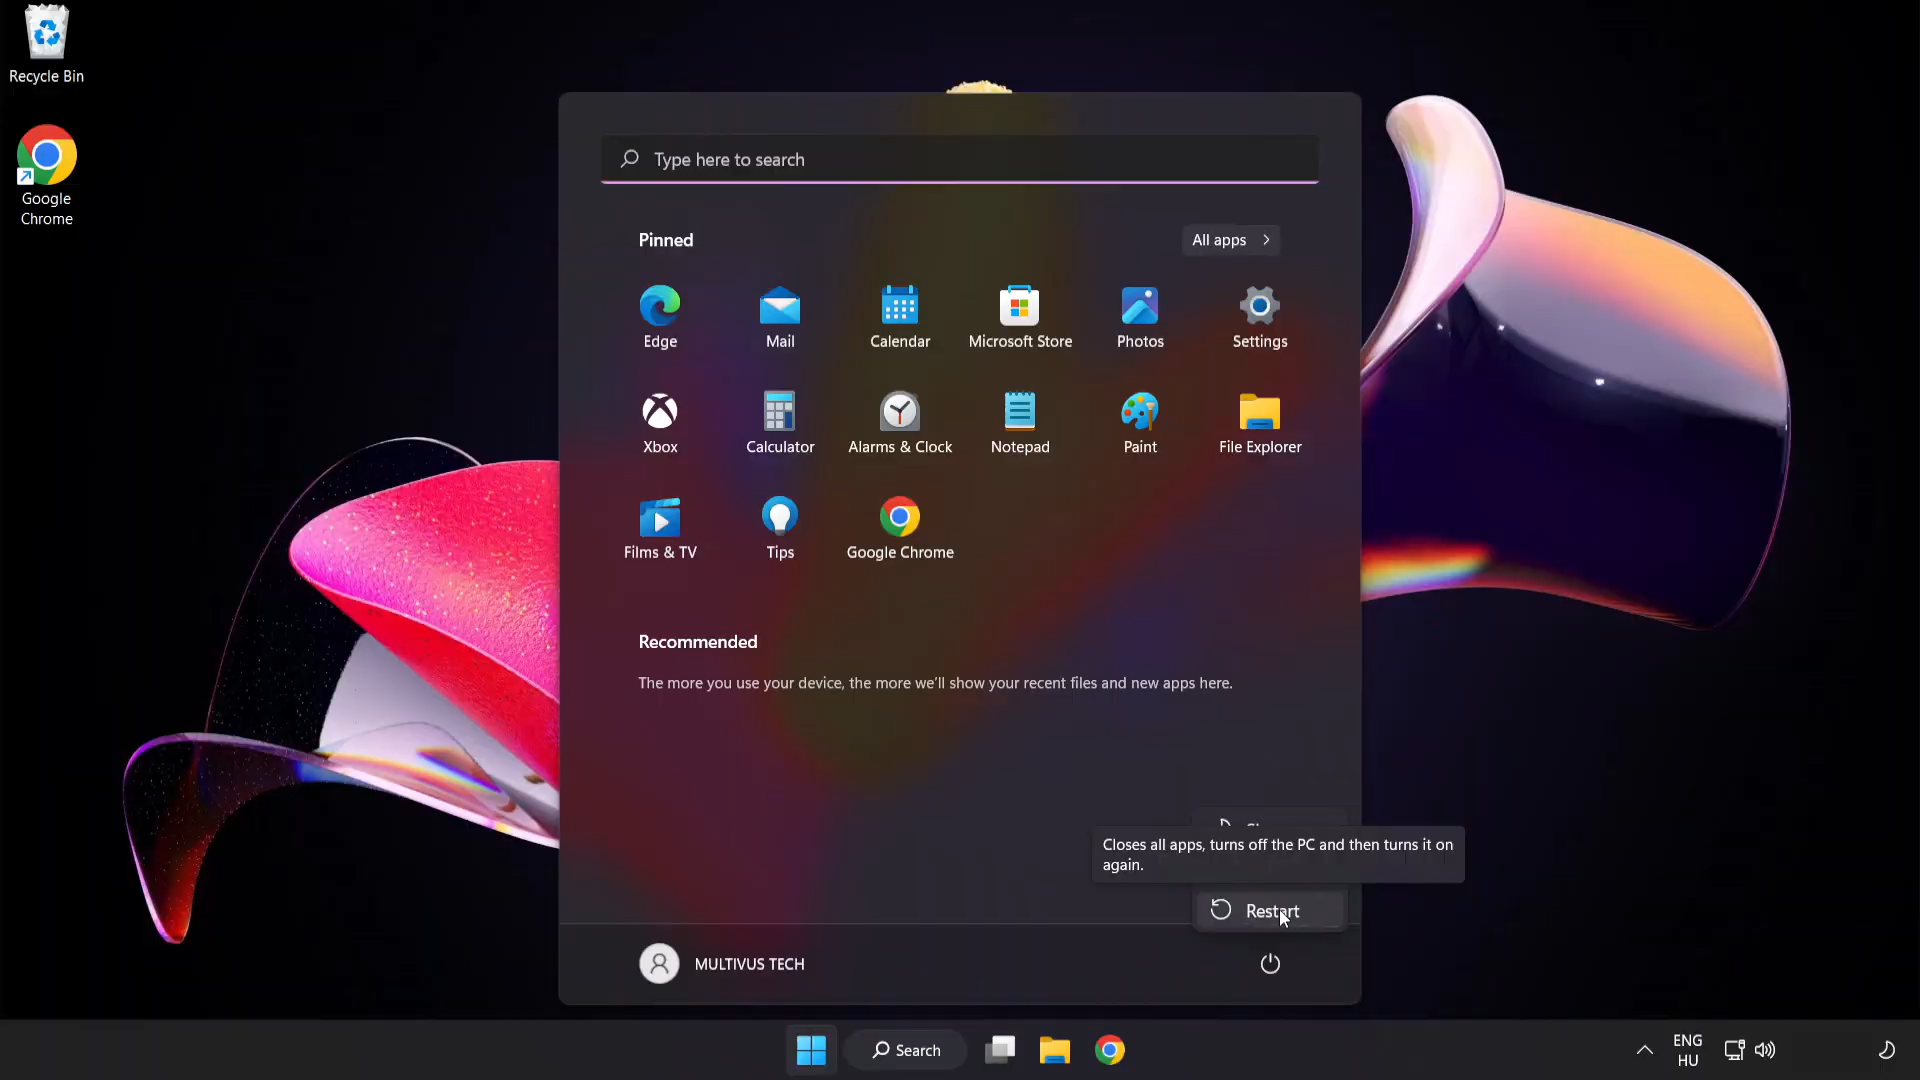 Recycle Bin
Google
Chrome
Type here to search
Pinned
All apps
Edge
Mail
Calendar
Microsoft Store
Photos
Settings
Xbox
Calculator
Alarms & Clock
Notepad
Paint
File Explorer
Films & TV
Tips
Google Chrome
Recommended
The more you use your device, the more we'll show your recent files and new apps here.
Closes all apps, turns off the PC and then turns it on
again.
Restart
MULTIVUS TECH
Search
ENG
HU